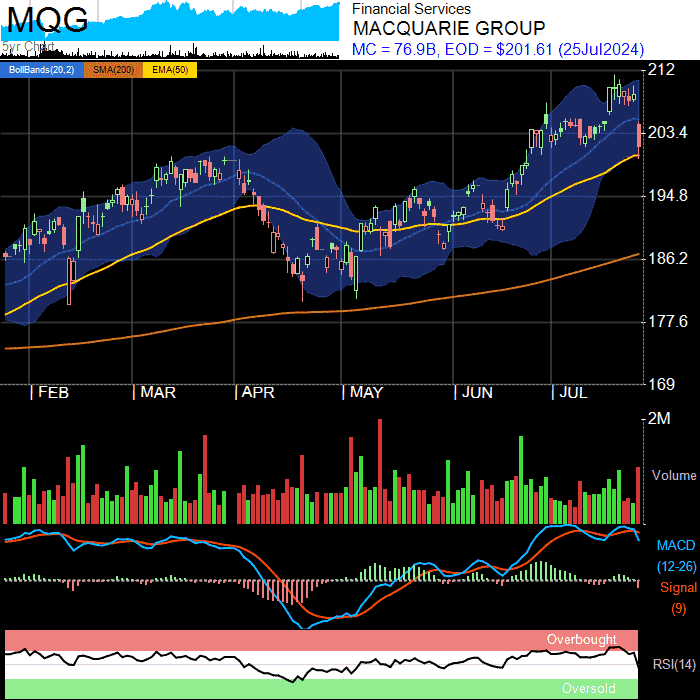 MQG
5yr Chart
Financial Services
MACQUARIE GROUP
MC = 76.9B, EOD = $201.61 (25Jul2024)
BollBands(20,2) SMA(200) EMA(50)
212
203.4
194.8
186.2
177.6
169
| FEB | MAR | APR | MAY | JUN | JUL
2M
Volume
MACD
(12-26)
Signal
(9)
Overbought
RSI(14)
Oversold